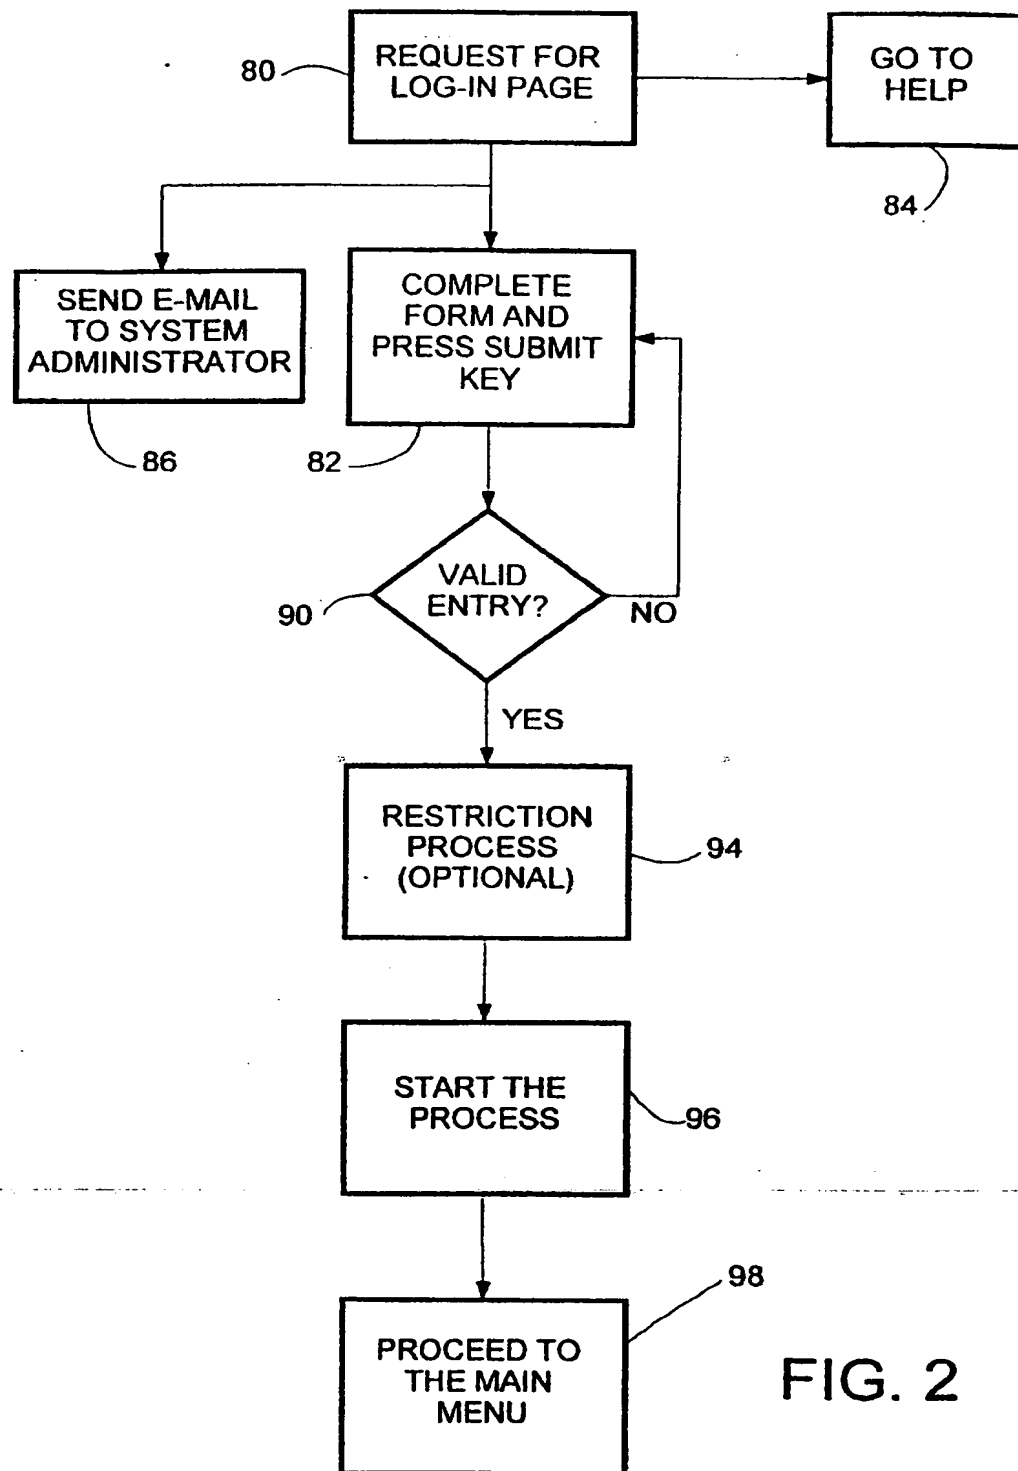 80
REQUEST FOR
LOG-IN PAGE
GO TO
HELP
84
SEND E-MAIL
TO SYSTEM
ADMINISTRATOR
86
COMPLETE
FORM AND
PRESS SUBMIT
KEY
82
VALID
ENTRY?
90
NO
YES
RESTRICTION
PROCESS
(OPTIONAL)
94
START THE
PROCESS
96
98
PROCEED TO
THE MAIN
MENU
FIG. 2